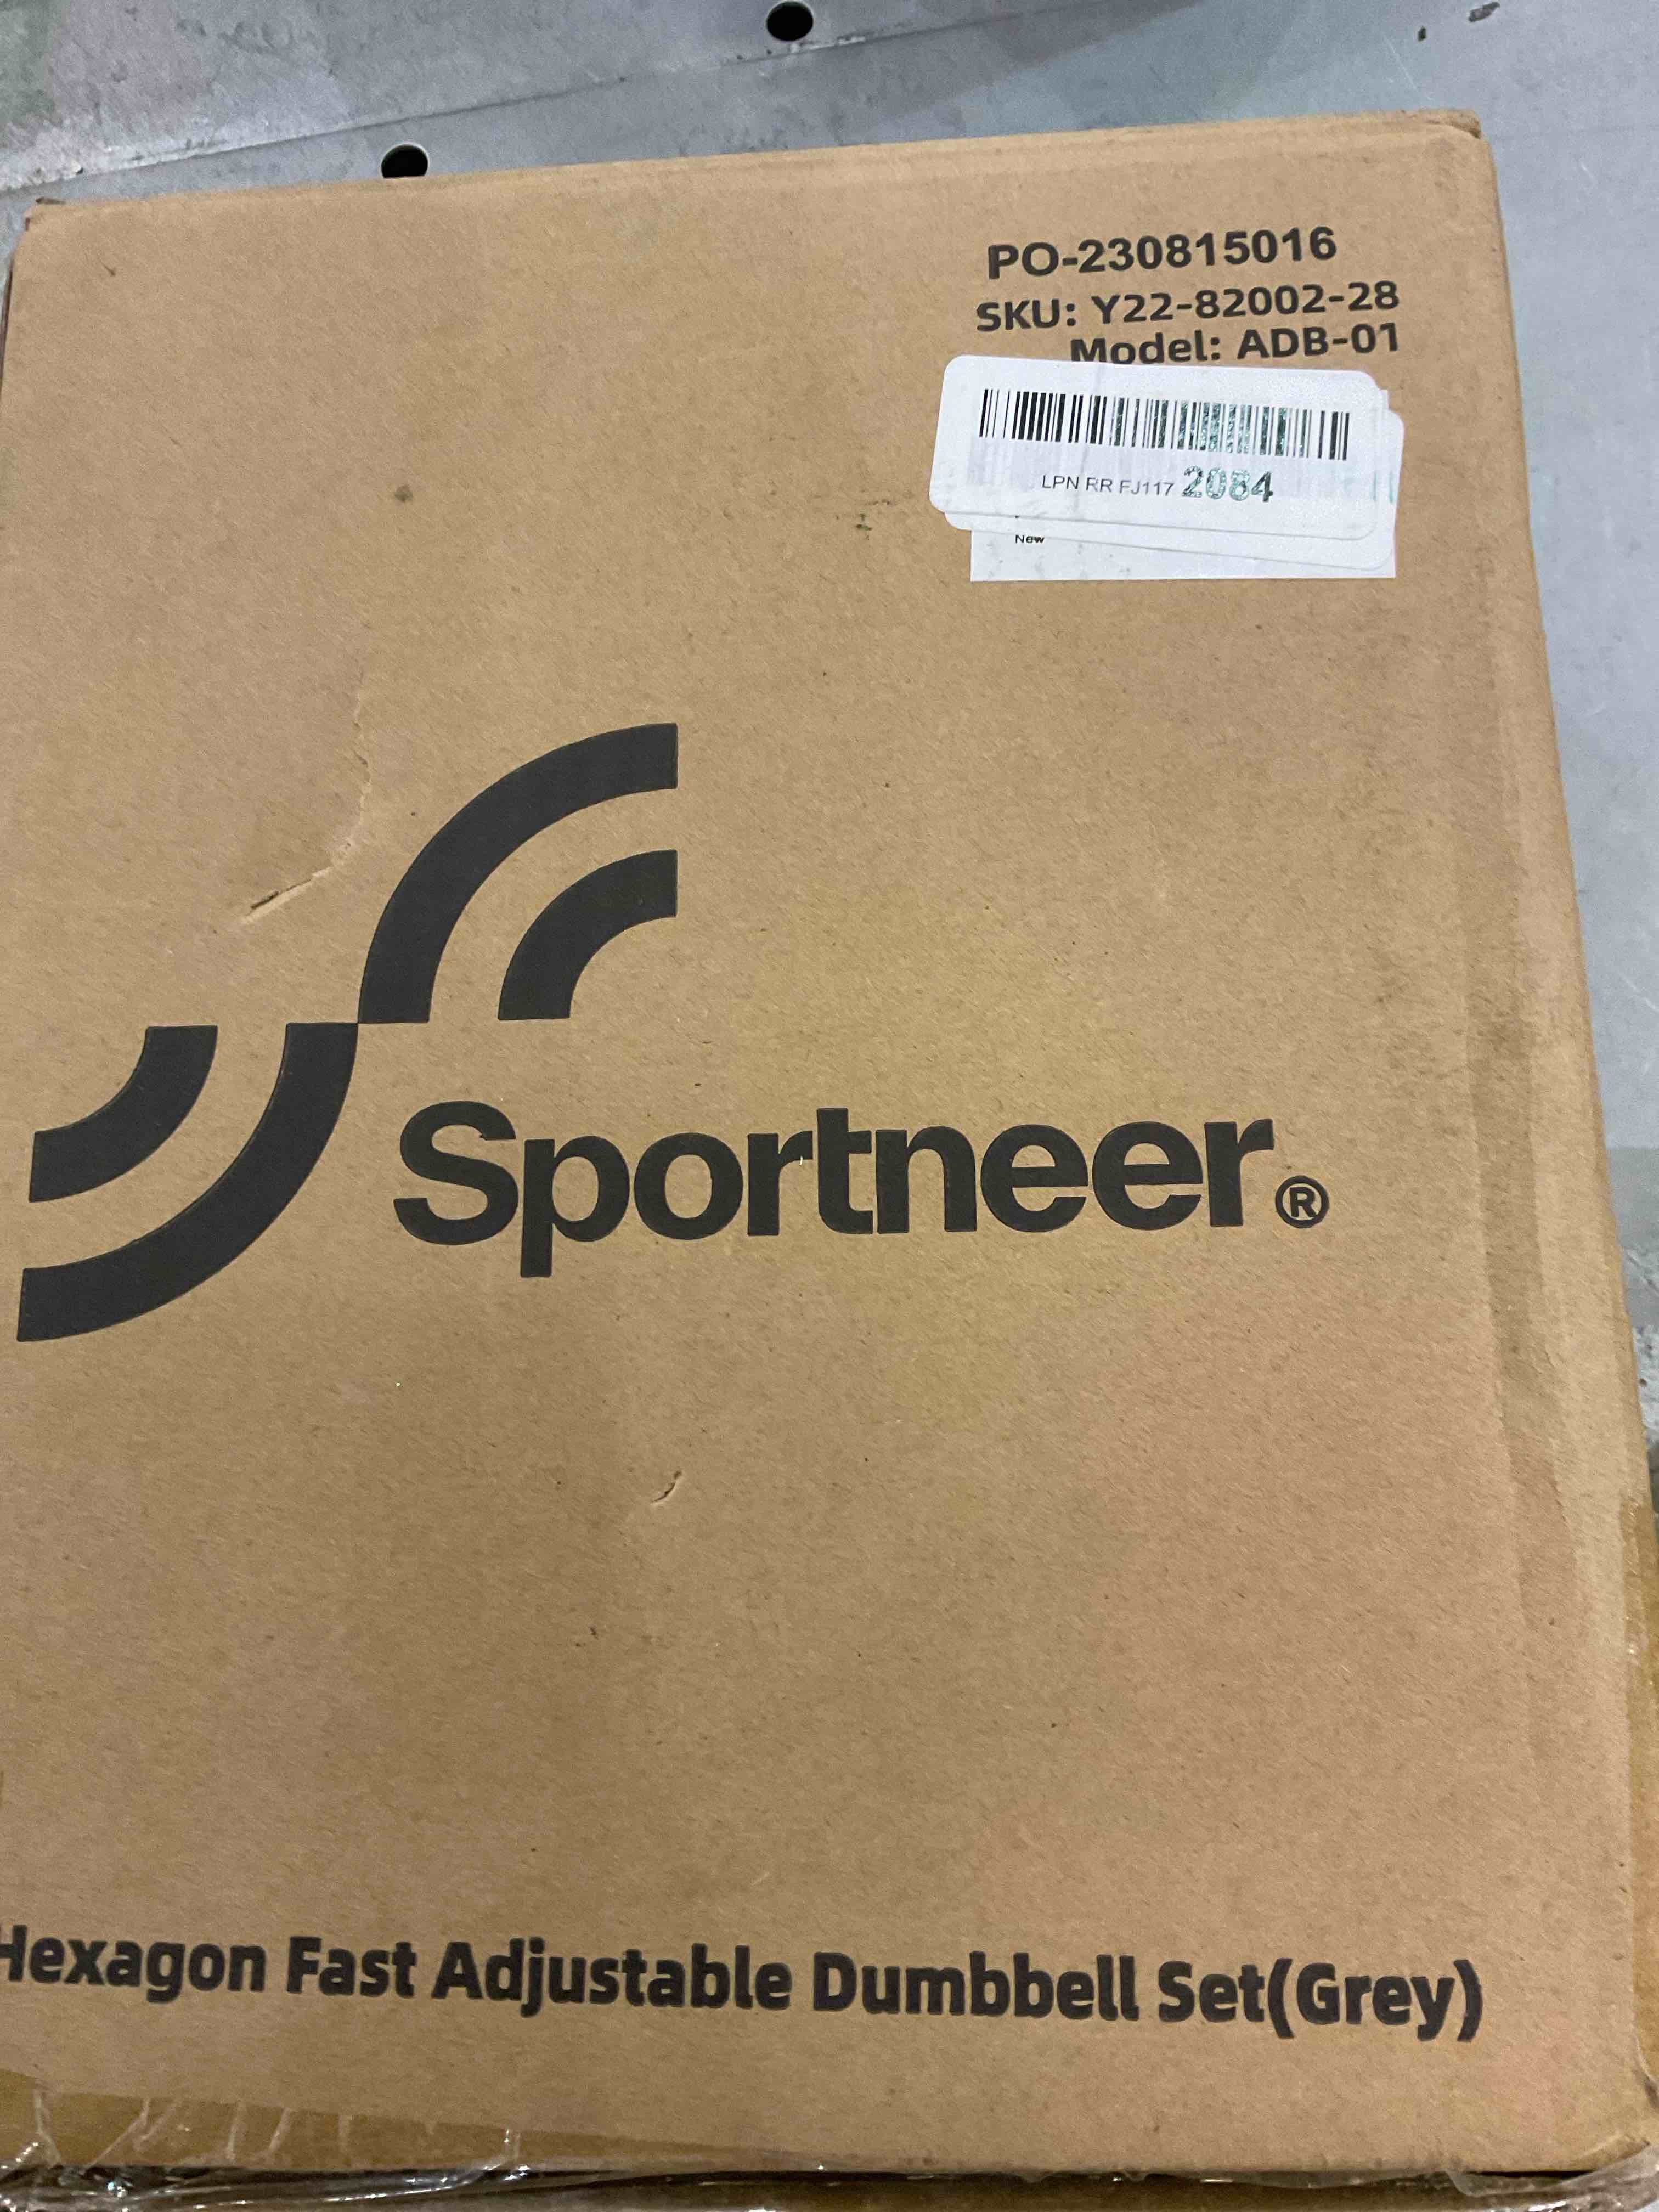 PO-230815016
SKU: Y22-82002-28
Model: ADB-01
LPN RR FJ117 2084
New
Sportneer®
Hexagon Fast Adjustable Dumbbell Set(Grey)